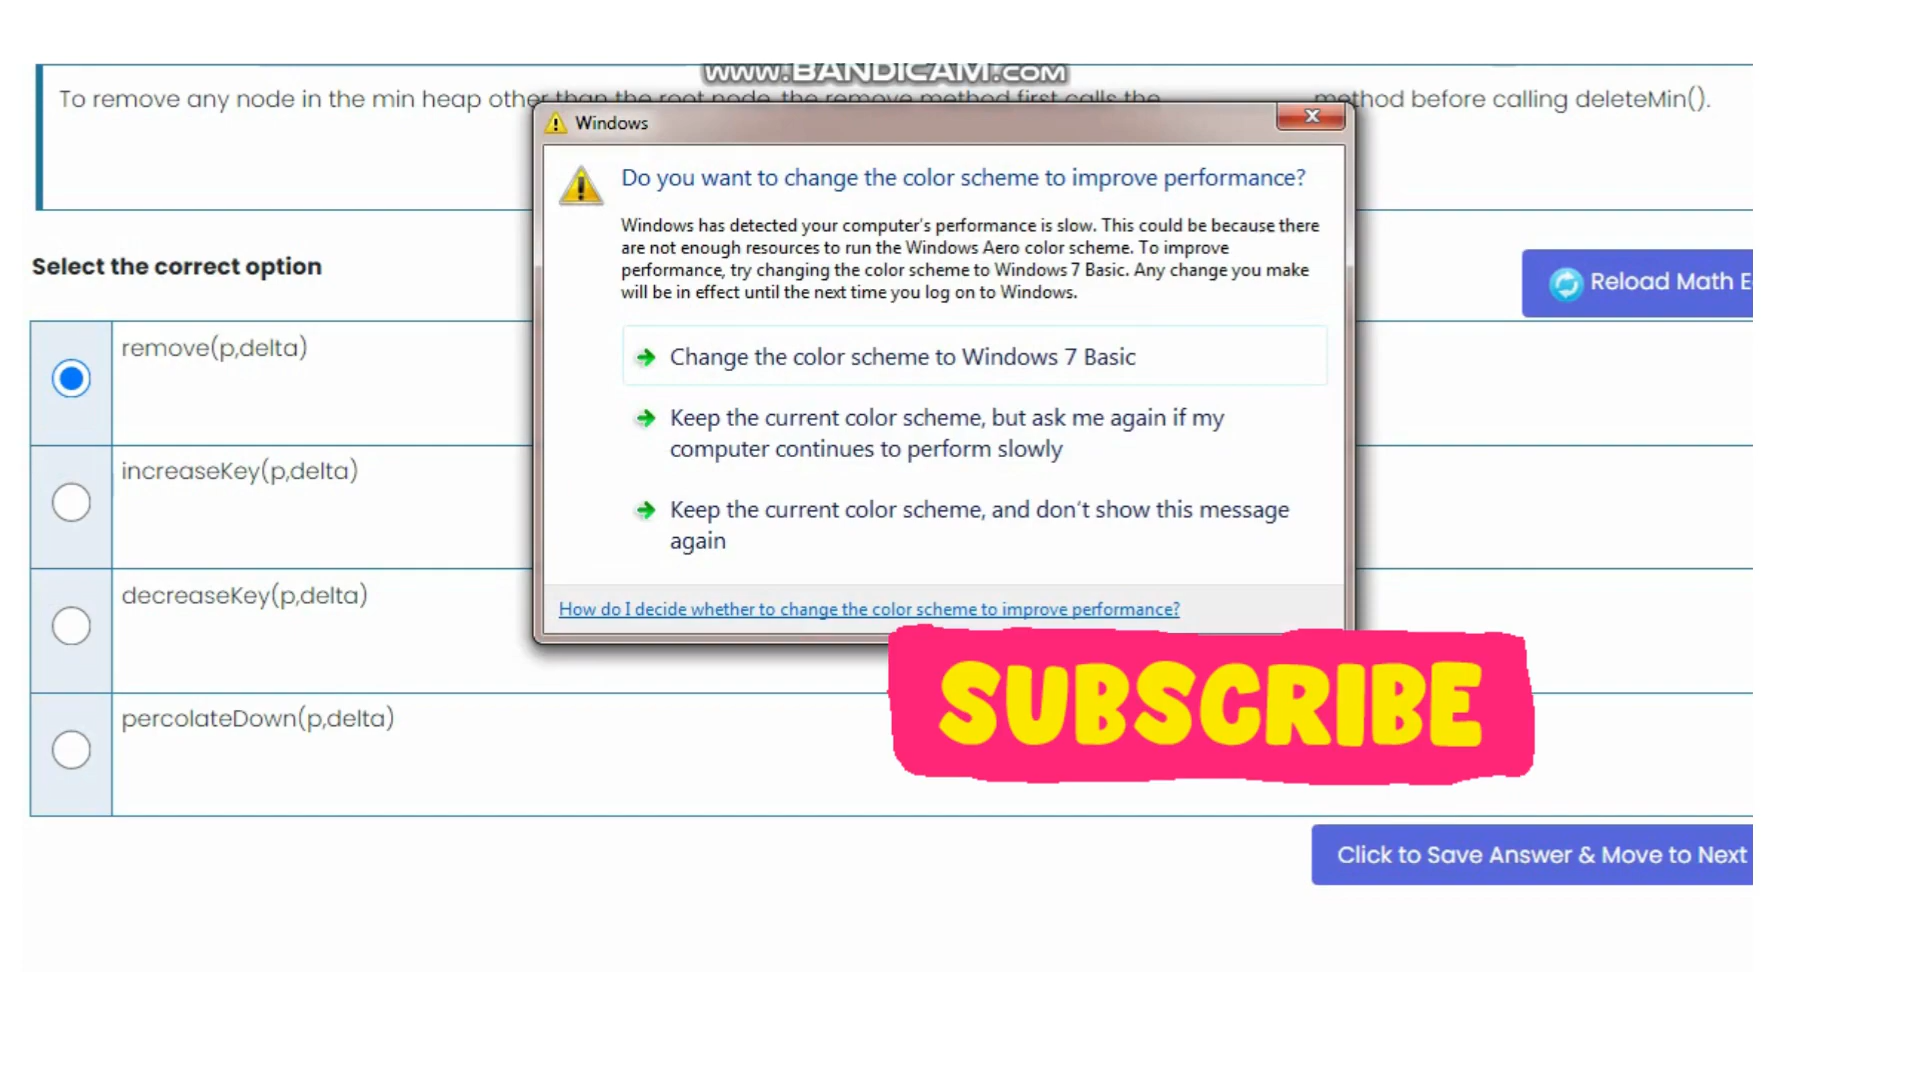 www.BANDICAM.com
To remove any node in the min heap other than the root node, the remove method first calls the method before calling deleteMin().
Windows
Do you want to change the color scheme to improve performance?
Windows has detected your computer's performance is slow. This could be because there
are not enough resources to run the Windows Aero color scheme. To improve
performance, try changing the color scheme to Windows 7 Basic. Any change you make
will be in effect until the next time you log on to Windows.
Select the correct option
Reload Math E
remove(p,delta)
Change the color scheme to Windows 7 Basic
Keep the current color scheme, but ask me again if my
computer continues to perform slowly
increaseKey(p,delta)
Keep the current color scheme, and don't show this message
again
decreaseKey(p,delta)
How do I decide whether to change the color scheme to improve performance?
SUBSCRIBE
percolateDown(p,delta)
Click to Save Answer & Move to Next